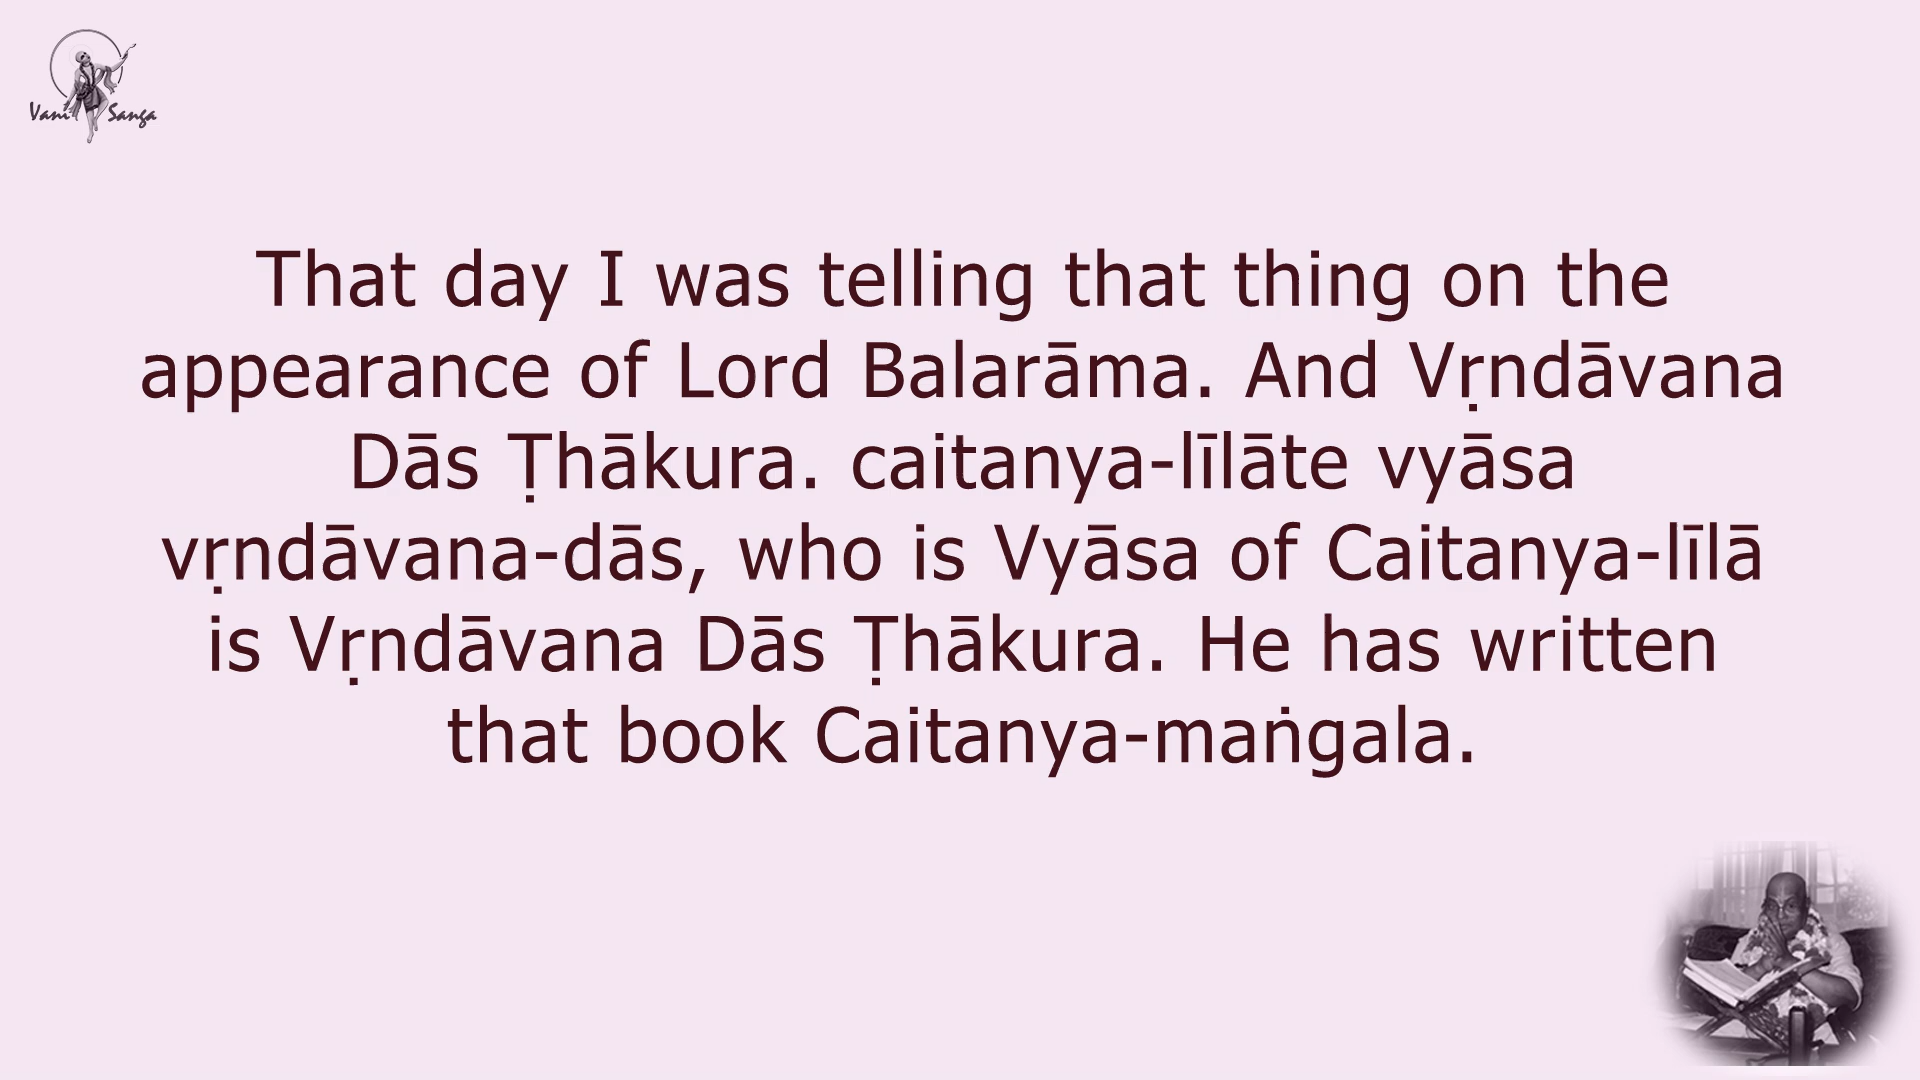 Vani Sanga
That day I was telling that thing on the
appearance of Lord Balarāma. And Vṛndāvana
Dās Ṭhākura. caitanya-līlāte vyāsa
vṛndāvana-dās, who is Vyāsa of Caitanya-līlā
is Vṛndāvana Dās Ṭhākura. He has written
that book Caitanya-maṅgala.